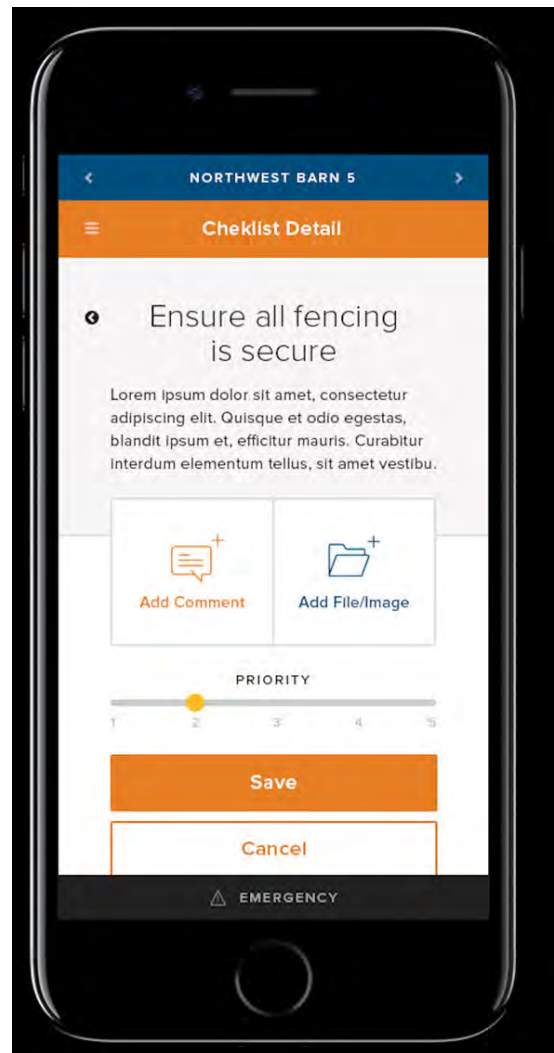 NORTHWEST BARN 5
Cheklist Detail
Ensure all fencing
is secure
Lorem ipsum dolor sit amet, consectetur
adipiscing elit. Quisque et odio egestas,
blandit ipsum et, efficitur mauris. Curabitur
interdum elementum tellus, sit amet vestibu.
Add Comment
Add File/Image
PRIORITY
1 2 3 4 5
Save
Cancel
EMERGENCY